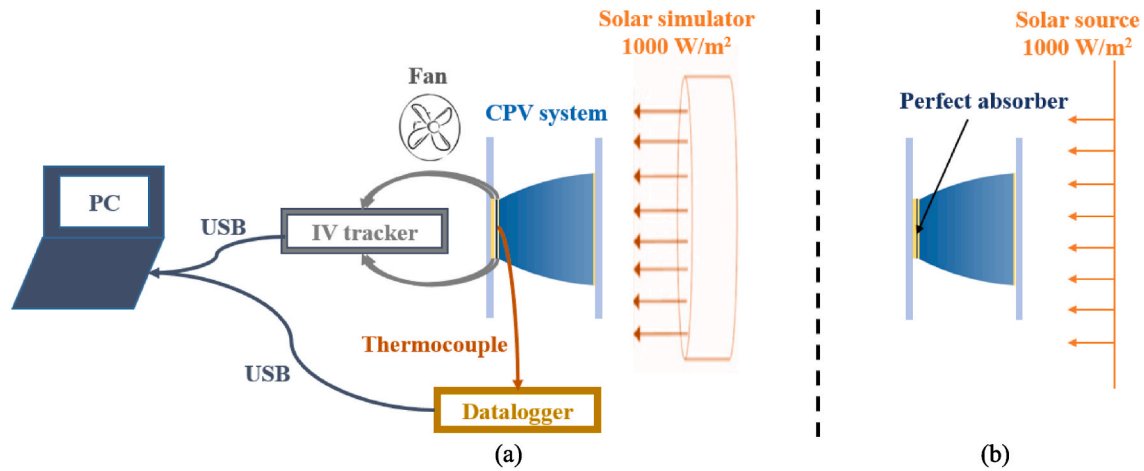 Solar simulator
1000 W/m²
Fan
CPV system
PC
USB
IV tracker
Thermocouple
USB
Datalogger
(a)
Solar source
1000 W/m²
Perfect absorber
(b)